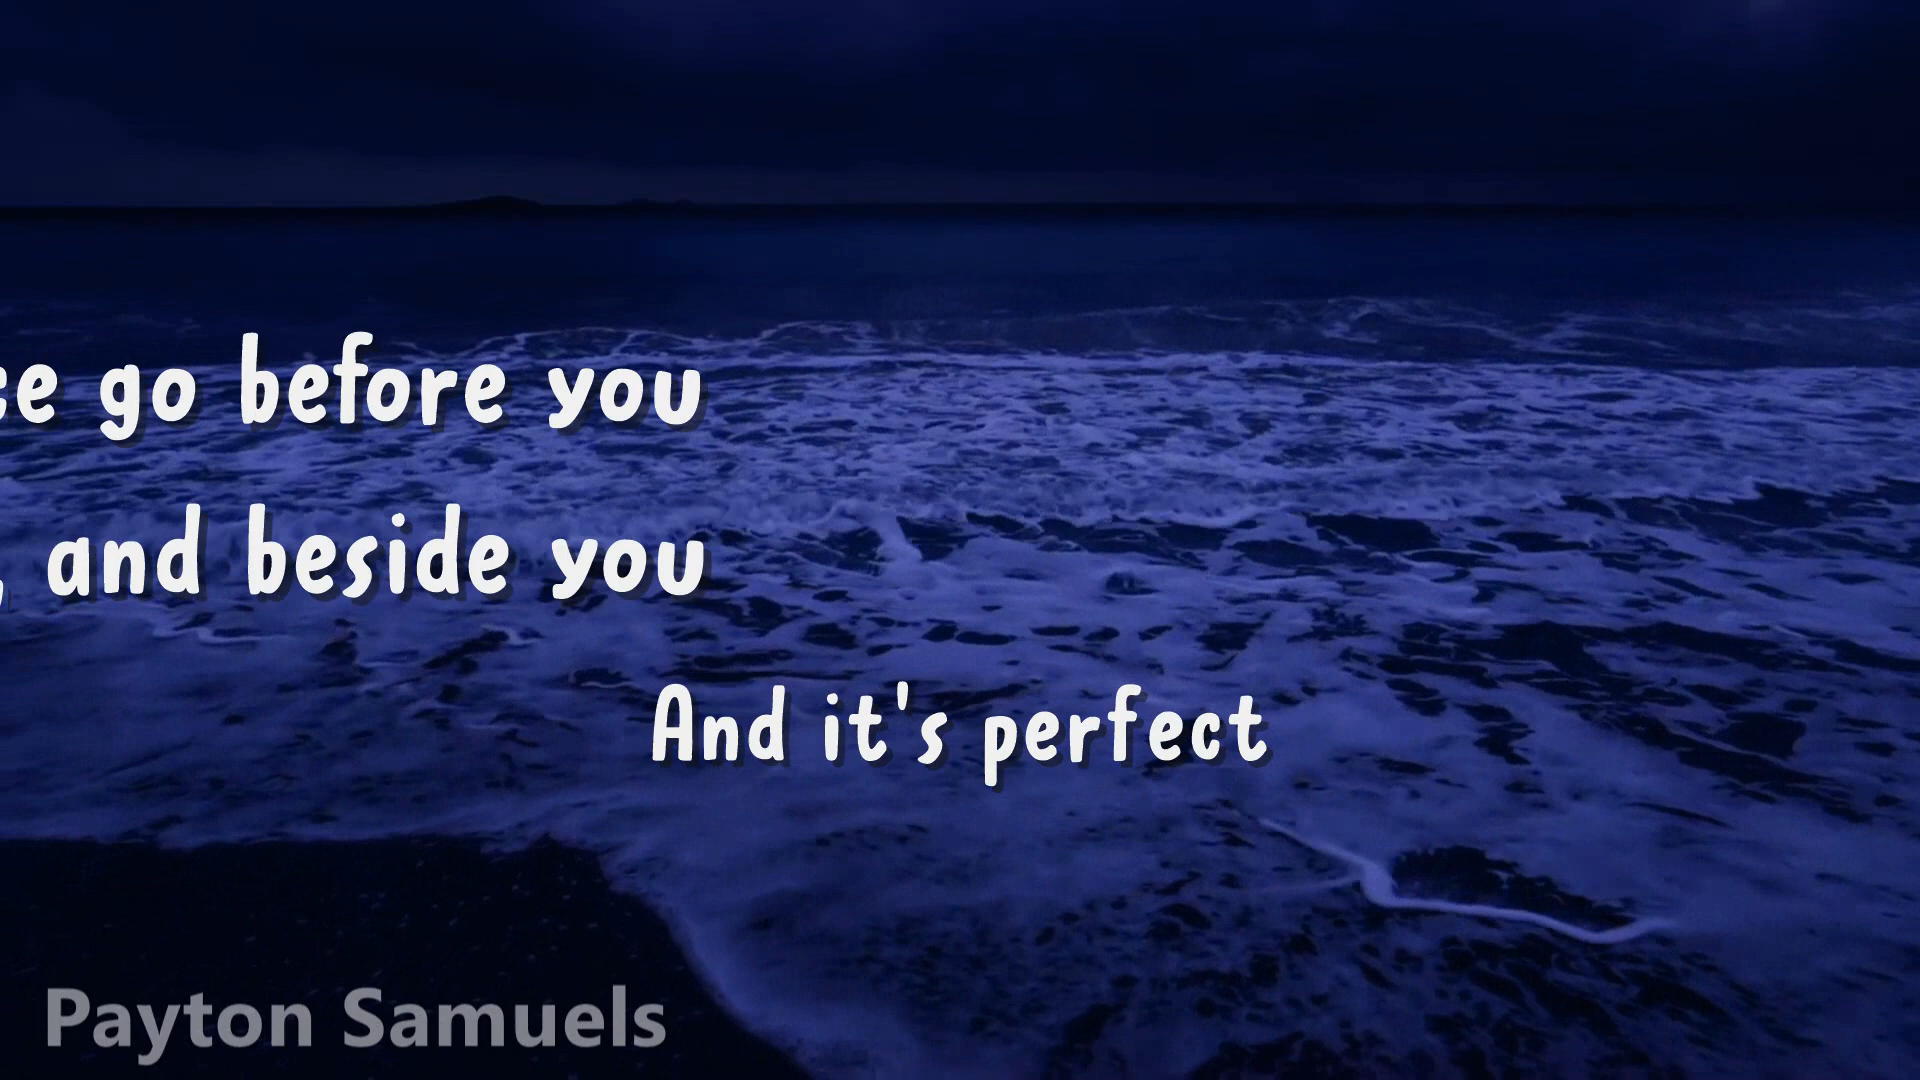 go before you
, and beside you
And it's perfect
Payton Samuels